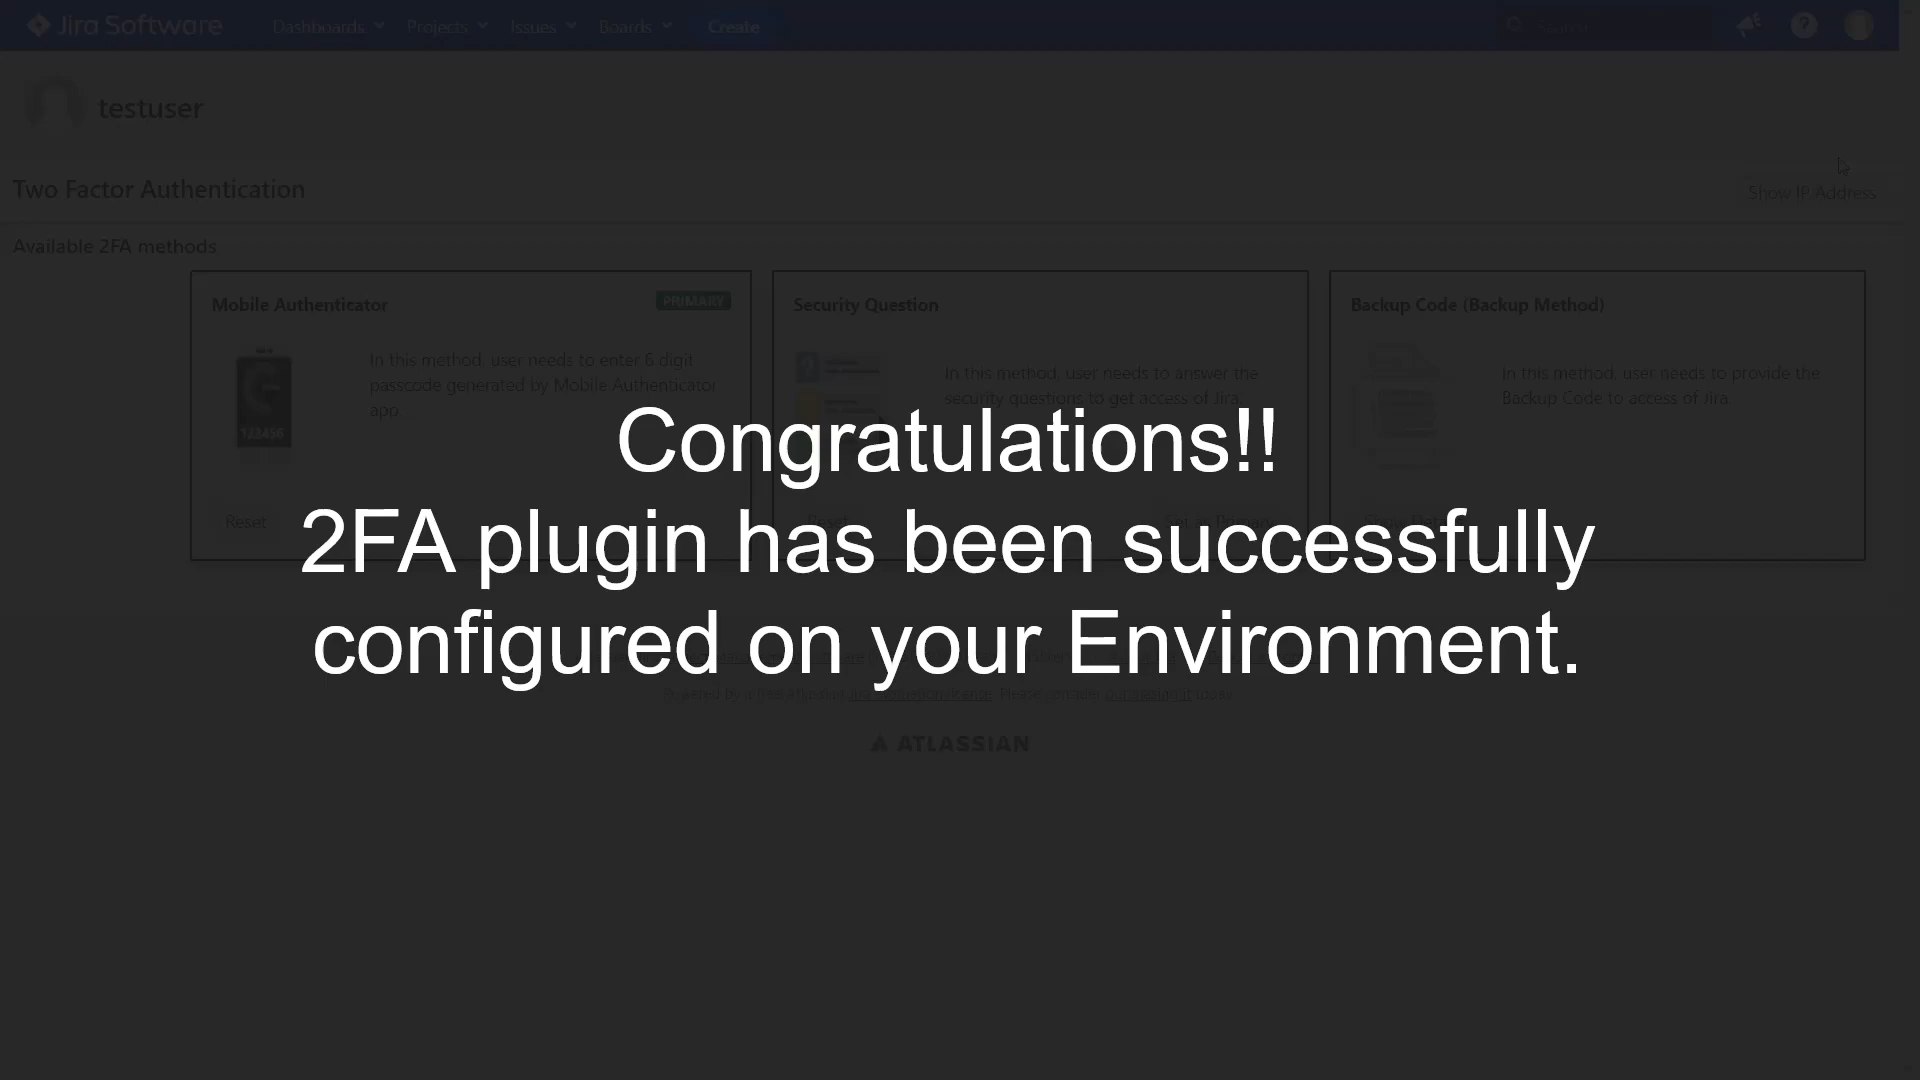 Jira Software Dashboards Projects Issues Boards Create Search
testuser
Two Factor Authentication
Show IP Address
Available 2FA methods
Mobile Authenticator PRIMARY
In this method, user needs to enter 6 digit
passcode generated by Mobile Authenticator
app
123456
Reset
Security Question
In this method, user needs to answer the
security questions to get access of Jira.
Reset
Backup Code (Backup Method)
In this method, user needs to provide the
Backup Code to access of Jira.
Congratulations!!
2FA plugin has been successfully
configured on your Environment.
ATLASSIAN